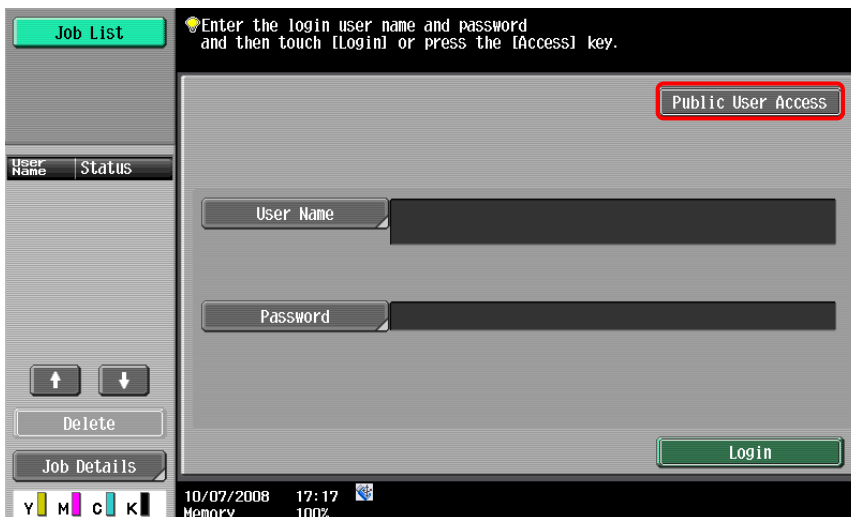 Job List
Enter the login user name and password
and then touch [Login] or press the [Access] key.
Public User Access
User Name Status
User Name
Password
Delete
Job Details
Login
Y M C K
10/07/2008 17:17
Memory 100%